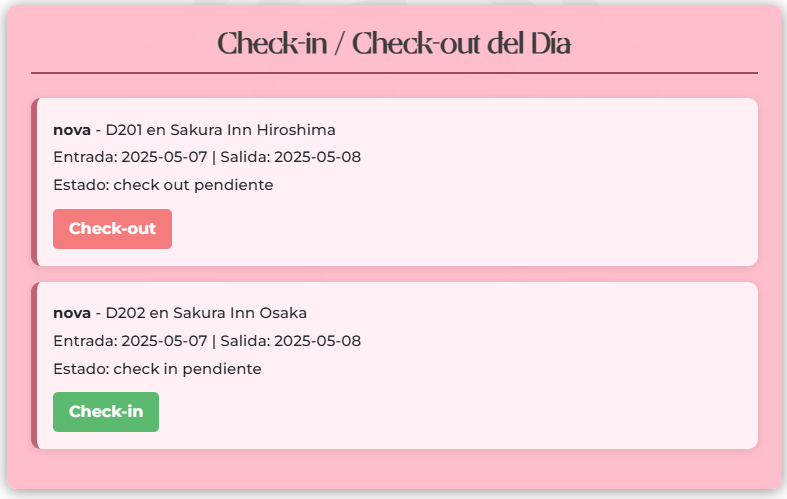 Check-in / Check-out del Día
nova - D201 en Sakura Inn Hiroshima
Entrada: 2025-05-07 | Salida: 2025-05-08
Estado: check out pendiente
Check-out
nova - D202 en Sakura Inn Osaka
Entrada: 2025-05-07 | Salida: 2025-05-08
Estado: check in pendiente
Check-in